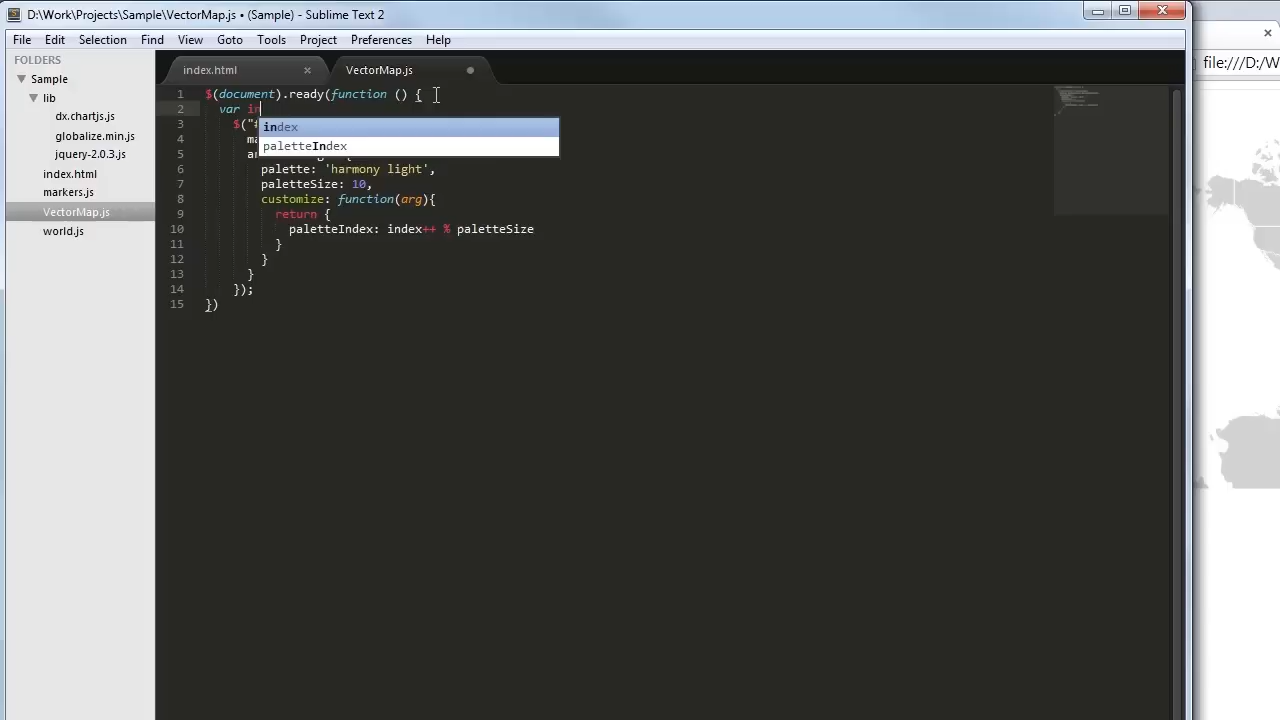 D:\Work\Projects\Sample\VectorMap.js • (Sample) - Sublime Text 2
File Edit Selection Find View Goto Tools Project Preferences Help
file:///D:/W
FOLDERS
Sample
lib
dx.chartjs.js
globalize.min.js
jquery-2.0.3.js
index.html
markers.js
VectorMap.js
world.js
index.html
VectorMap.js
1 $(document).ready(function () {
2 var in
index
paletteIndex
3 $("
4
5
6 palette: 'harmony light',
7 paletteSize: 10,
8 customize: function(arg){
9 return {
10 paletteIndex: index++ % paletteSize
11 }
12 }
13 }
14 });
15 })